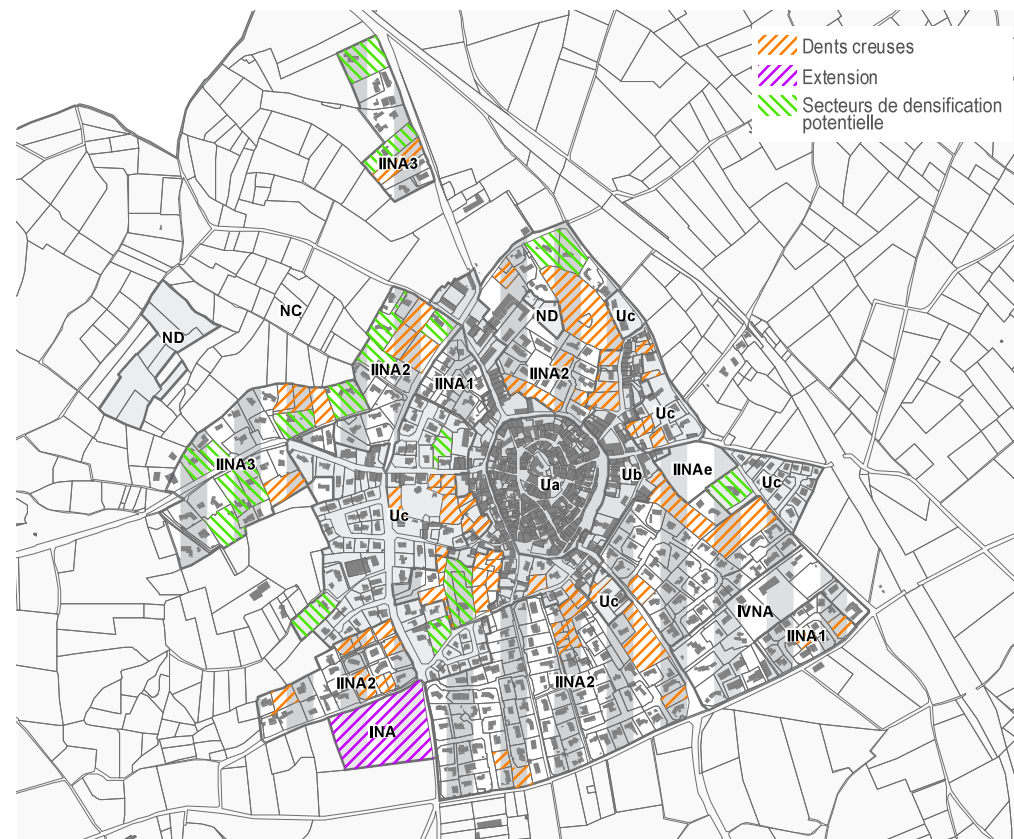 Dents creuses
Extension
Secteurs de densification
potentielle
IINA3
NC
ND
ND
Uc
IINA2
IINA1
IINA2
Uc
IINA3
IINAe
Uc
Ub
Ua
Uc
Uc
IVNA
IINA1
IINA2
IINA2
INA